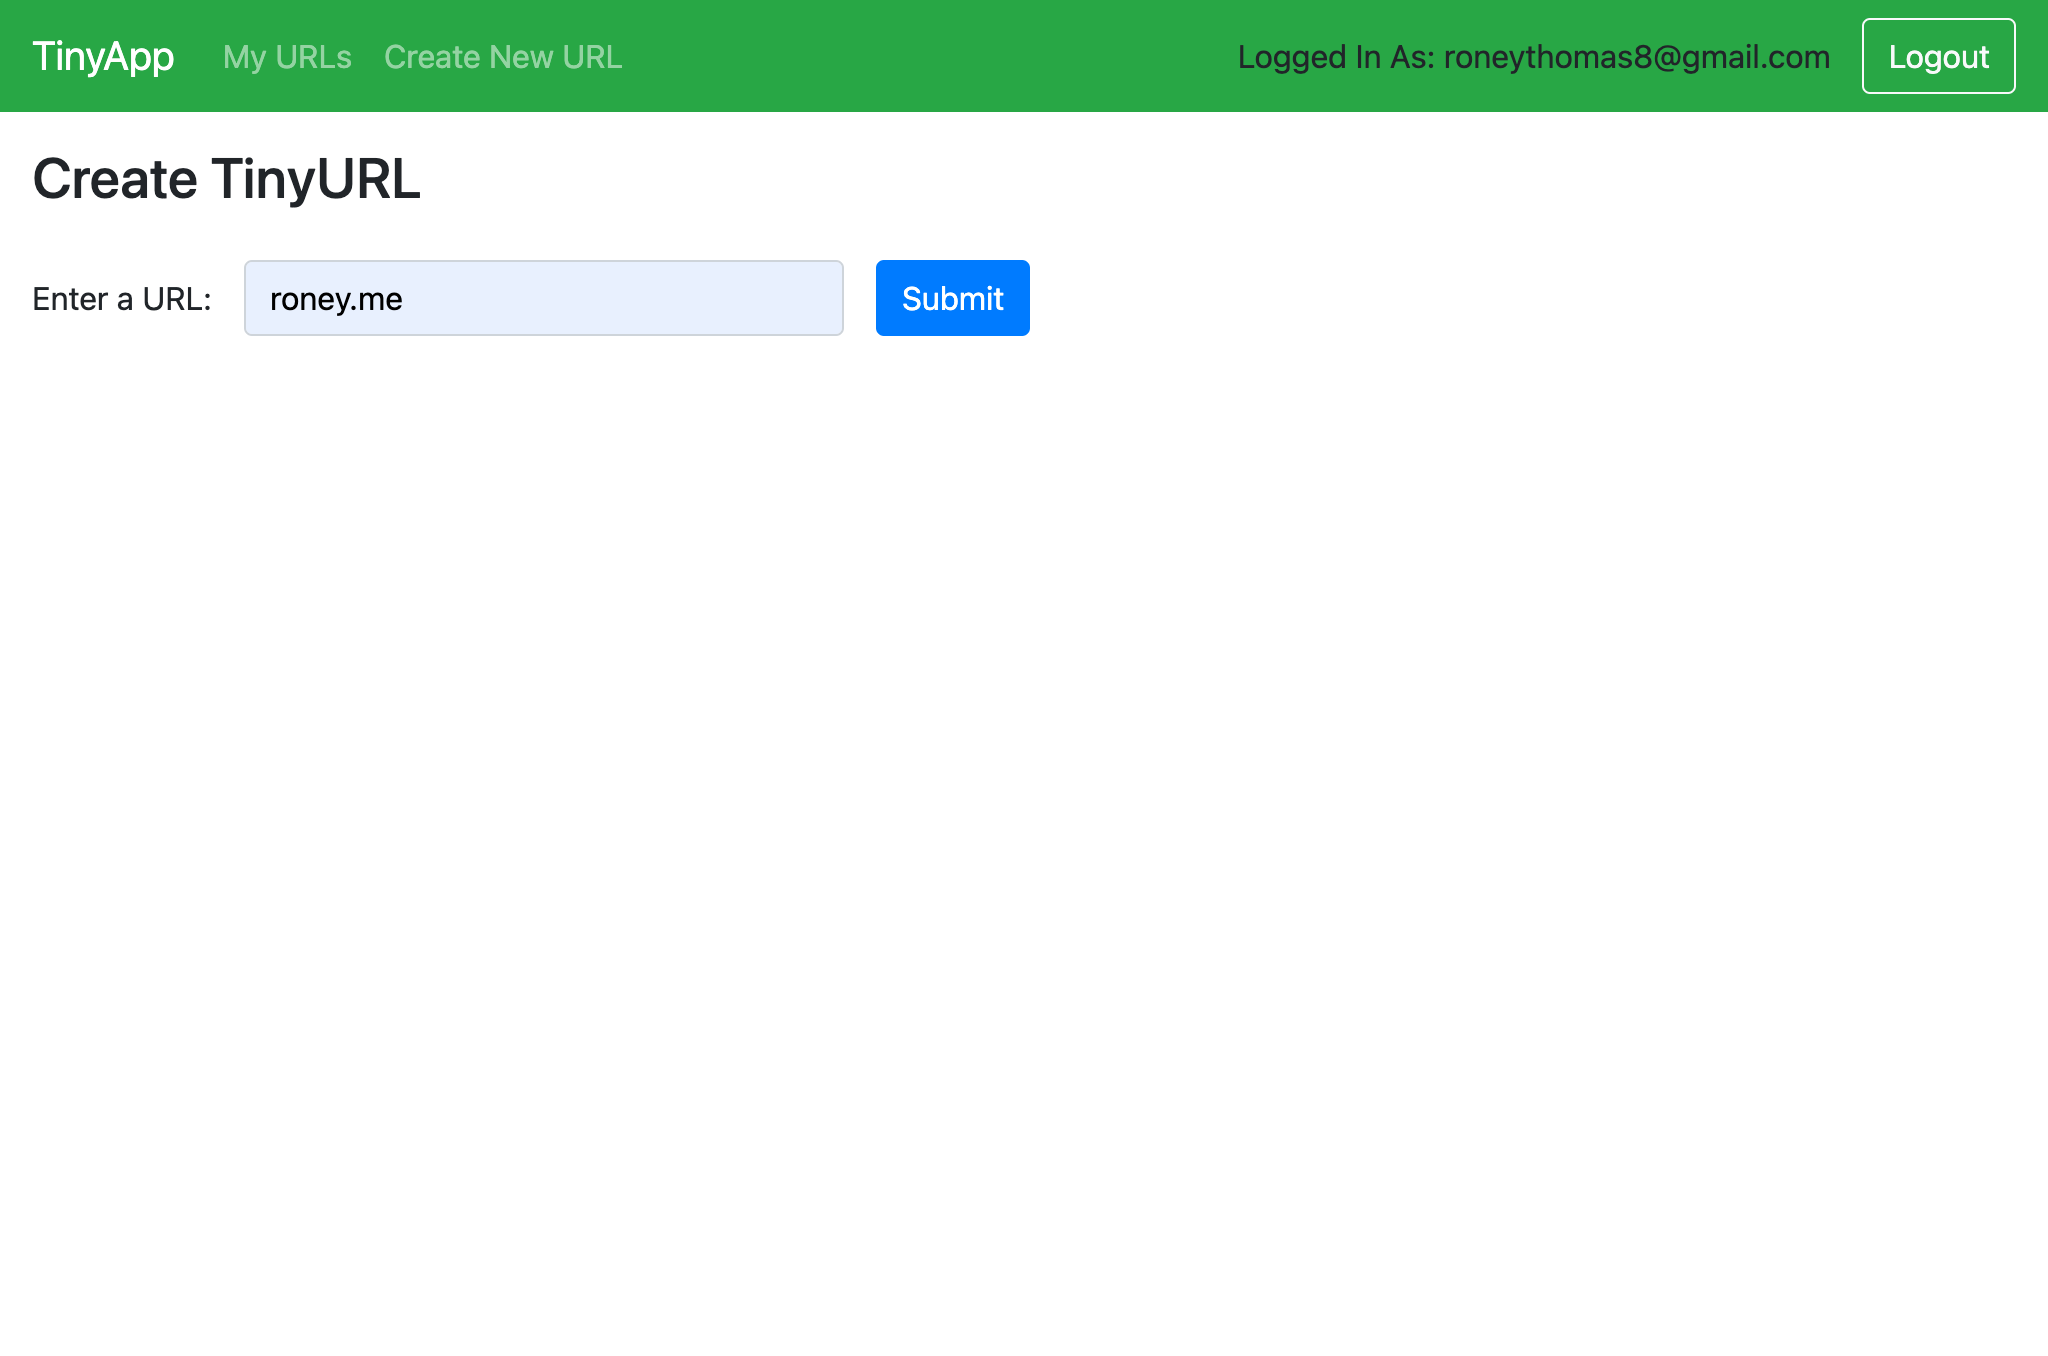 TinyApp My URLs Create New URL Logged In As: roneythomas8@gmail.com Logout
Create TinyURL
Enter a URL: roney.me Submit